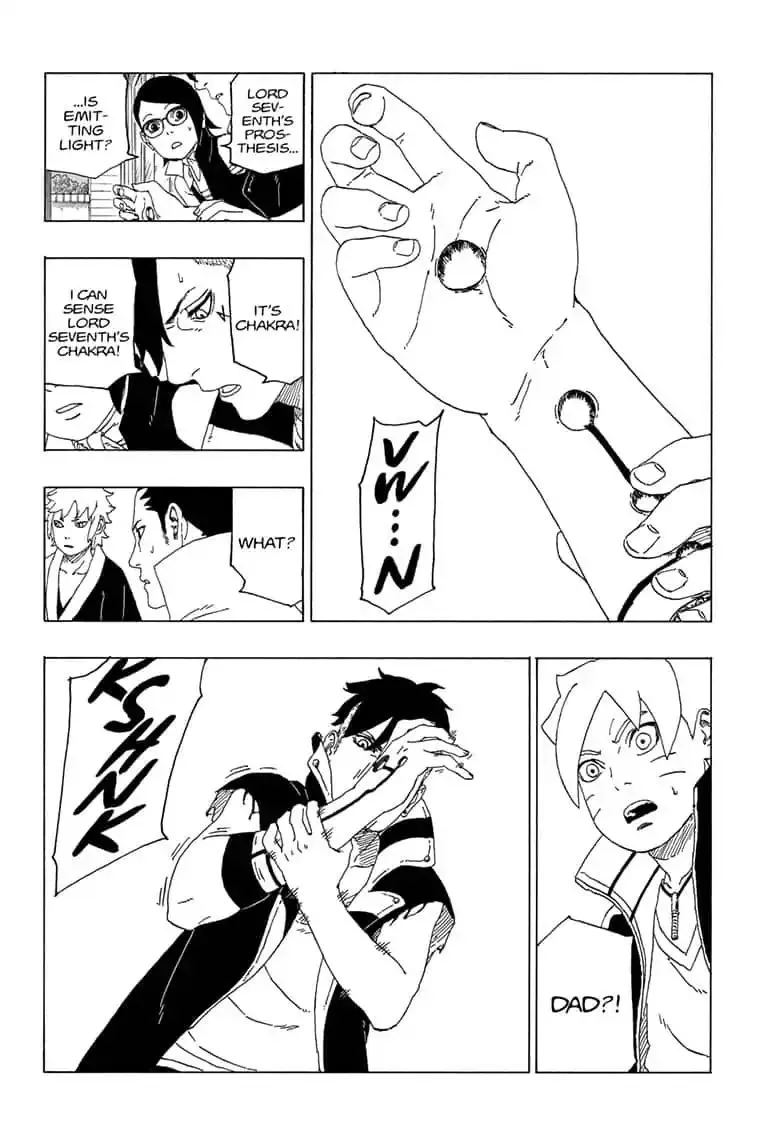 VW...N
LORD
SEV-
ENTH'S
PROS-
THESIS...
...IS
EMIT-
TING
LIGHT?
IT'S
CHAKRA!
I CAN
SENSE
LORD
SEVENTH'S
CHAKRA!
WHAT?
DAD?!
KSHNK